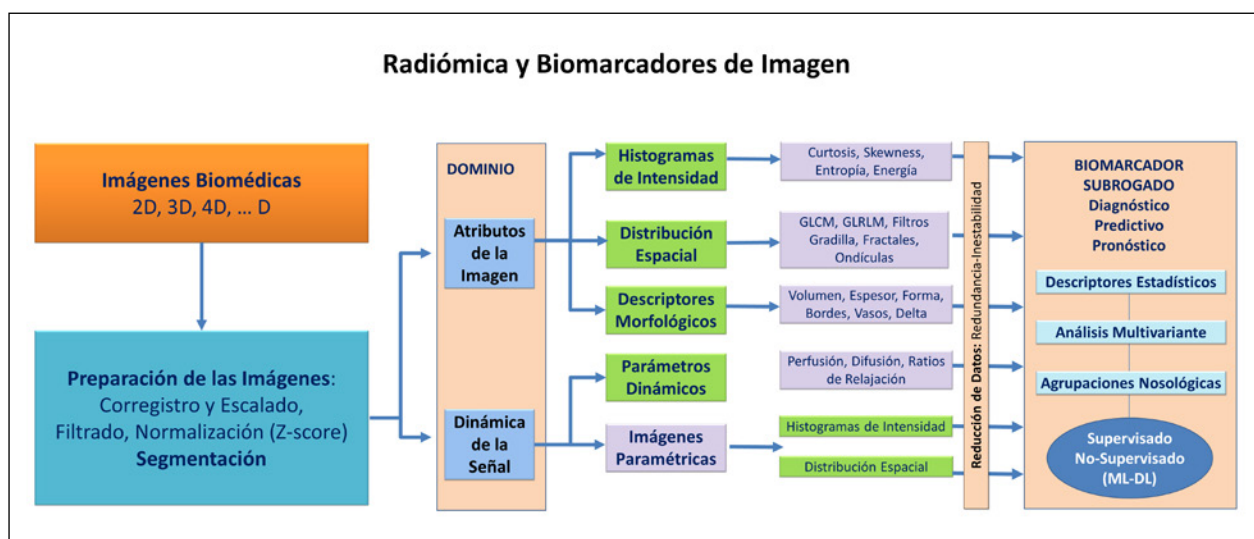 Radiómica y Biomarcadores de Imagen
Imágenes Biomédicas
2D, 3D, 4D, ... D
Preparación de las Imágenes:
Corregistro y Escalado,
Filtrado, Normalización (Z-score)
Segmentación
DOMINIO
Atributos
de la
Imagen
Dinámica
de la
Señal
Histogramas
de Intensidad
Distribución
Espacial
Descriptores
Morfológicos
Parámetros
Dinámicos
Imágenes
Paramétricas
Curtosis, Skewness,
Entropía, Energía
GLCM, GLRLM, Filtros
Gradilla, Fractales,
Ondículas
Volumen, Espesor, Forma,
Bordes, Vasos, Delta
Perfusión, Difusión, Ratios
de Relajación
Histogramas de Intensidad
Distribución Espacial
Reducción de Datos: Redundancia-Inestabilidad
BIOMARCADOR
SUBROGADO
Diagnóstico
Predictivo
Pronóstico
Descriptores Estadísticos
Análisis Multivariante
Agrupaciones Nosológicas
Supervisado
No-Supervisado
(ML-DL)